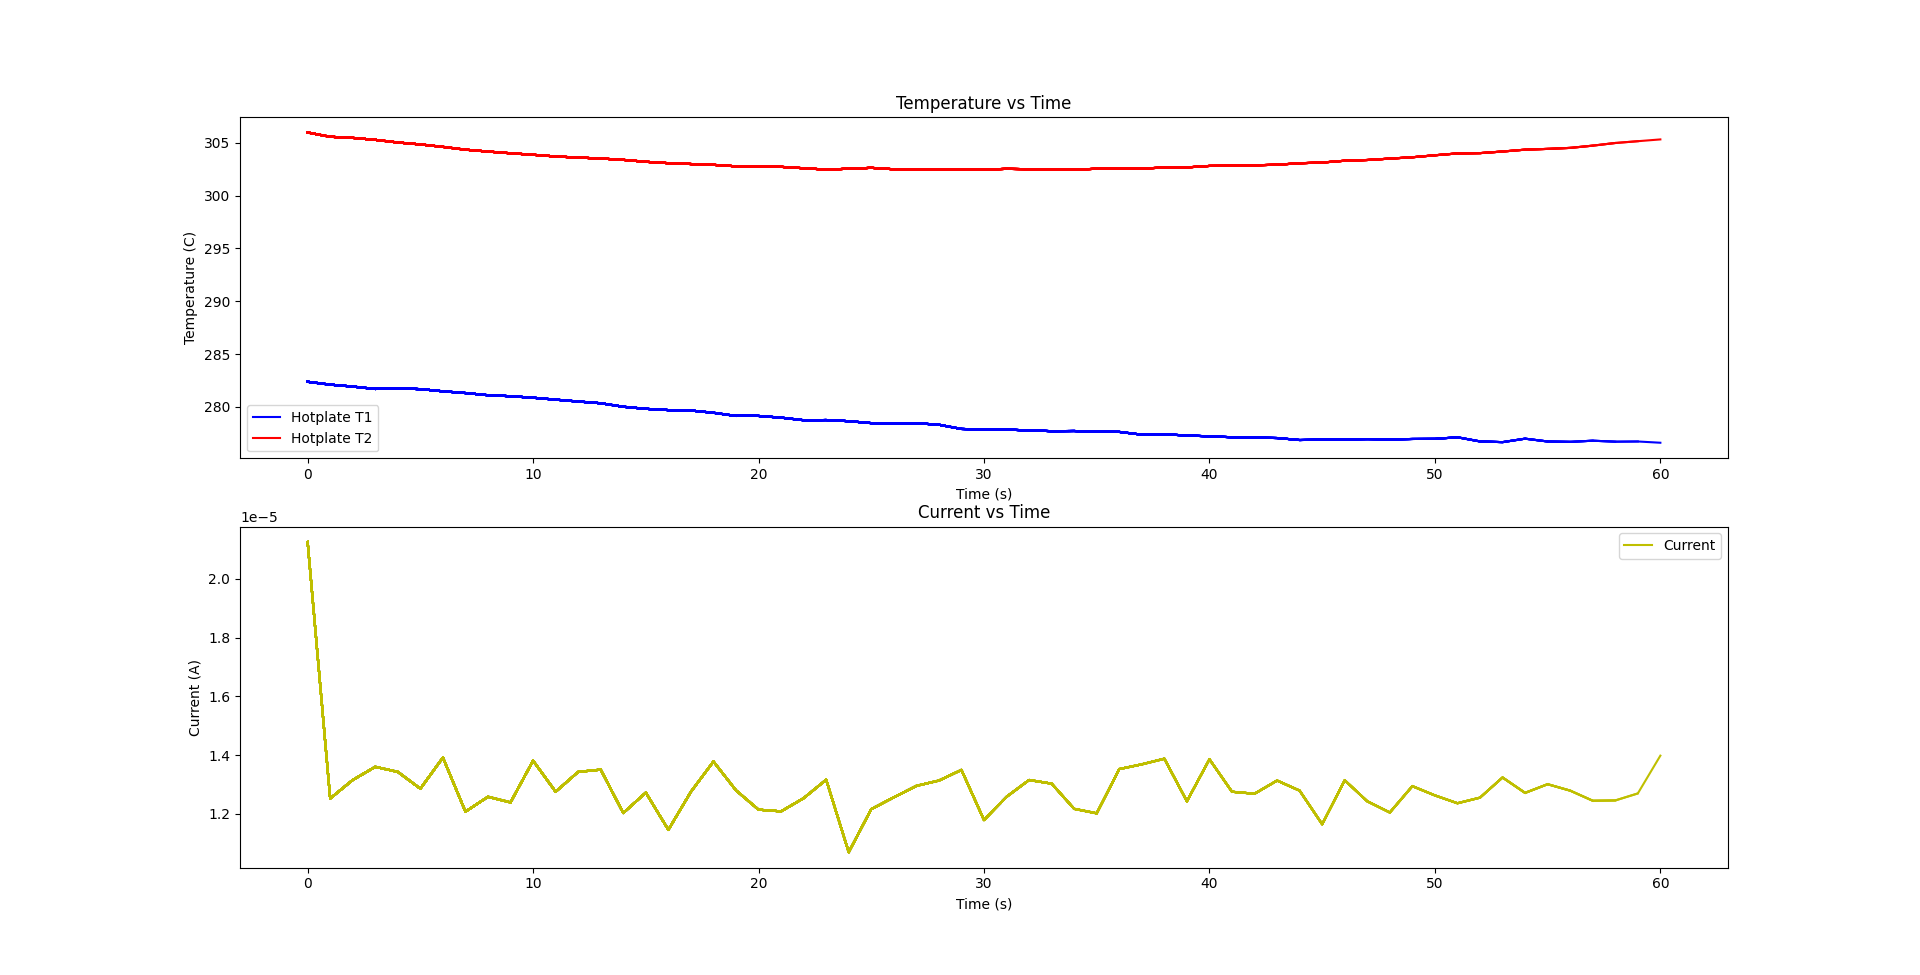 Temperature vs Time
Temperature (C)
305
300
295
290
285
280
Hotplate T1
Hotplate T2
0 10 20 30 40 50 60
Time (s)
Current vs Time
1e−5
Current (A)
2.0
1.8
1.6
1.4
1.2
Current
0 10 20 30 40 50 60
Time (s)